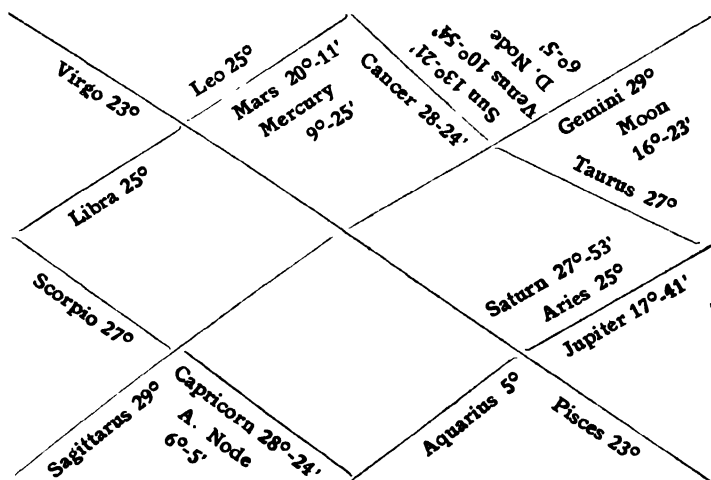 Virgo 23°
Leo 25°
Mars 20°-11'
Mercury
9°-25'
Cancer 28-24'
Sun 13°-21'
Venus 10°-54'
D. Node
6°-5'
Gemini 29°
Moon
16°-23'
Taurus 27°
Libra 25°
Saturn 27°-53'
Aries 25°
Jupiter 17°-41'
Scorpio 27°
Sagittarus 29°
Capricorn 28°-24'
A. Node
6°-5'
Aquarius 5°
Pisces 23°